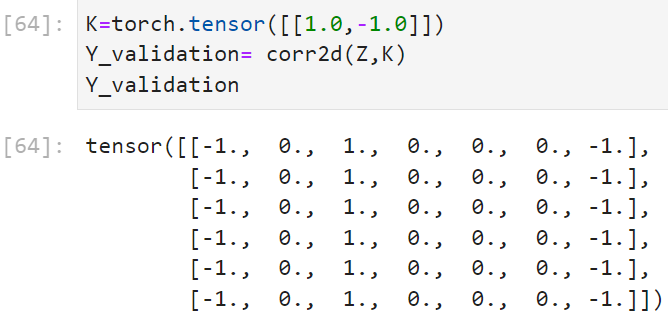 [64]: K=torch.tensor([[1.0,-1.0]])
Y_validation= corr2d(Z,K)
Y_validation
[64]: tensor([[-1., 0., 1., 0., 0., 0., -1.],
[-1., 0., 1., 0., 0., 0., -1.],
[-1., 0., 1., 0., 0., 0., -1.],
[-1., 0., 1., 0., 0., 0., -1.],
[-1., 0., 1., 0., 0., 0., -1.],
[-1., 0., 1., 0., 0., 0., -1.]])